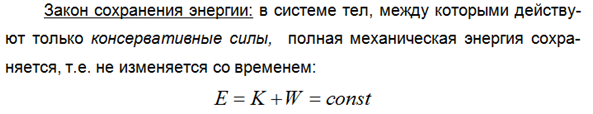 Закон сохранения энергии: в системе тел, между которыми действу-
ют только консервативные силы, полная механическая энергия сохра-
няется, т.е. не изменяется со временем:
E = K + W = const